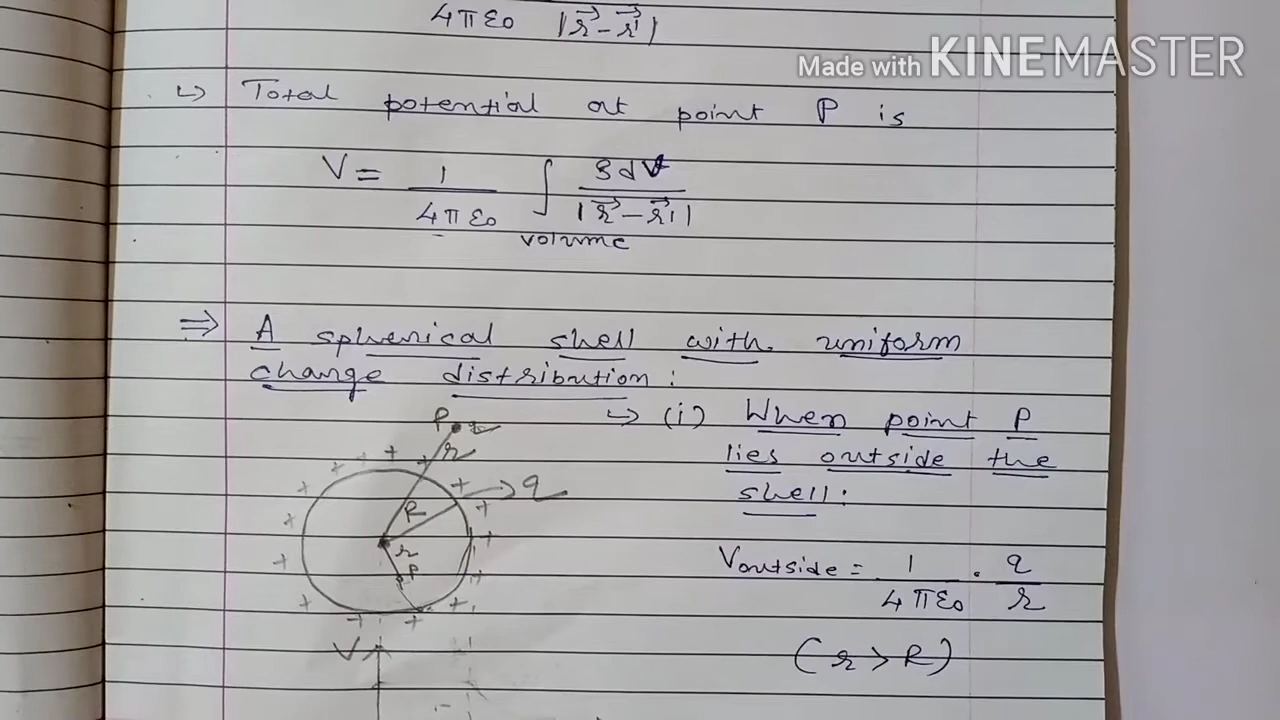 4πε₀ |r⃗-r⃗'|
Made with KINEMASTER
↳ Total potential at point P is
V = 1/4πε₀ ∫ ρdV/|r⃗-r⃗'|
volume
⇒ A spherical shell with uniform
charge distribution:
↳ (i) When point P
lies outside the
shell:
P
r
q
R
r
P
V outside = 1/4πε₀ . q/r
(r > R)
V